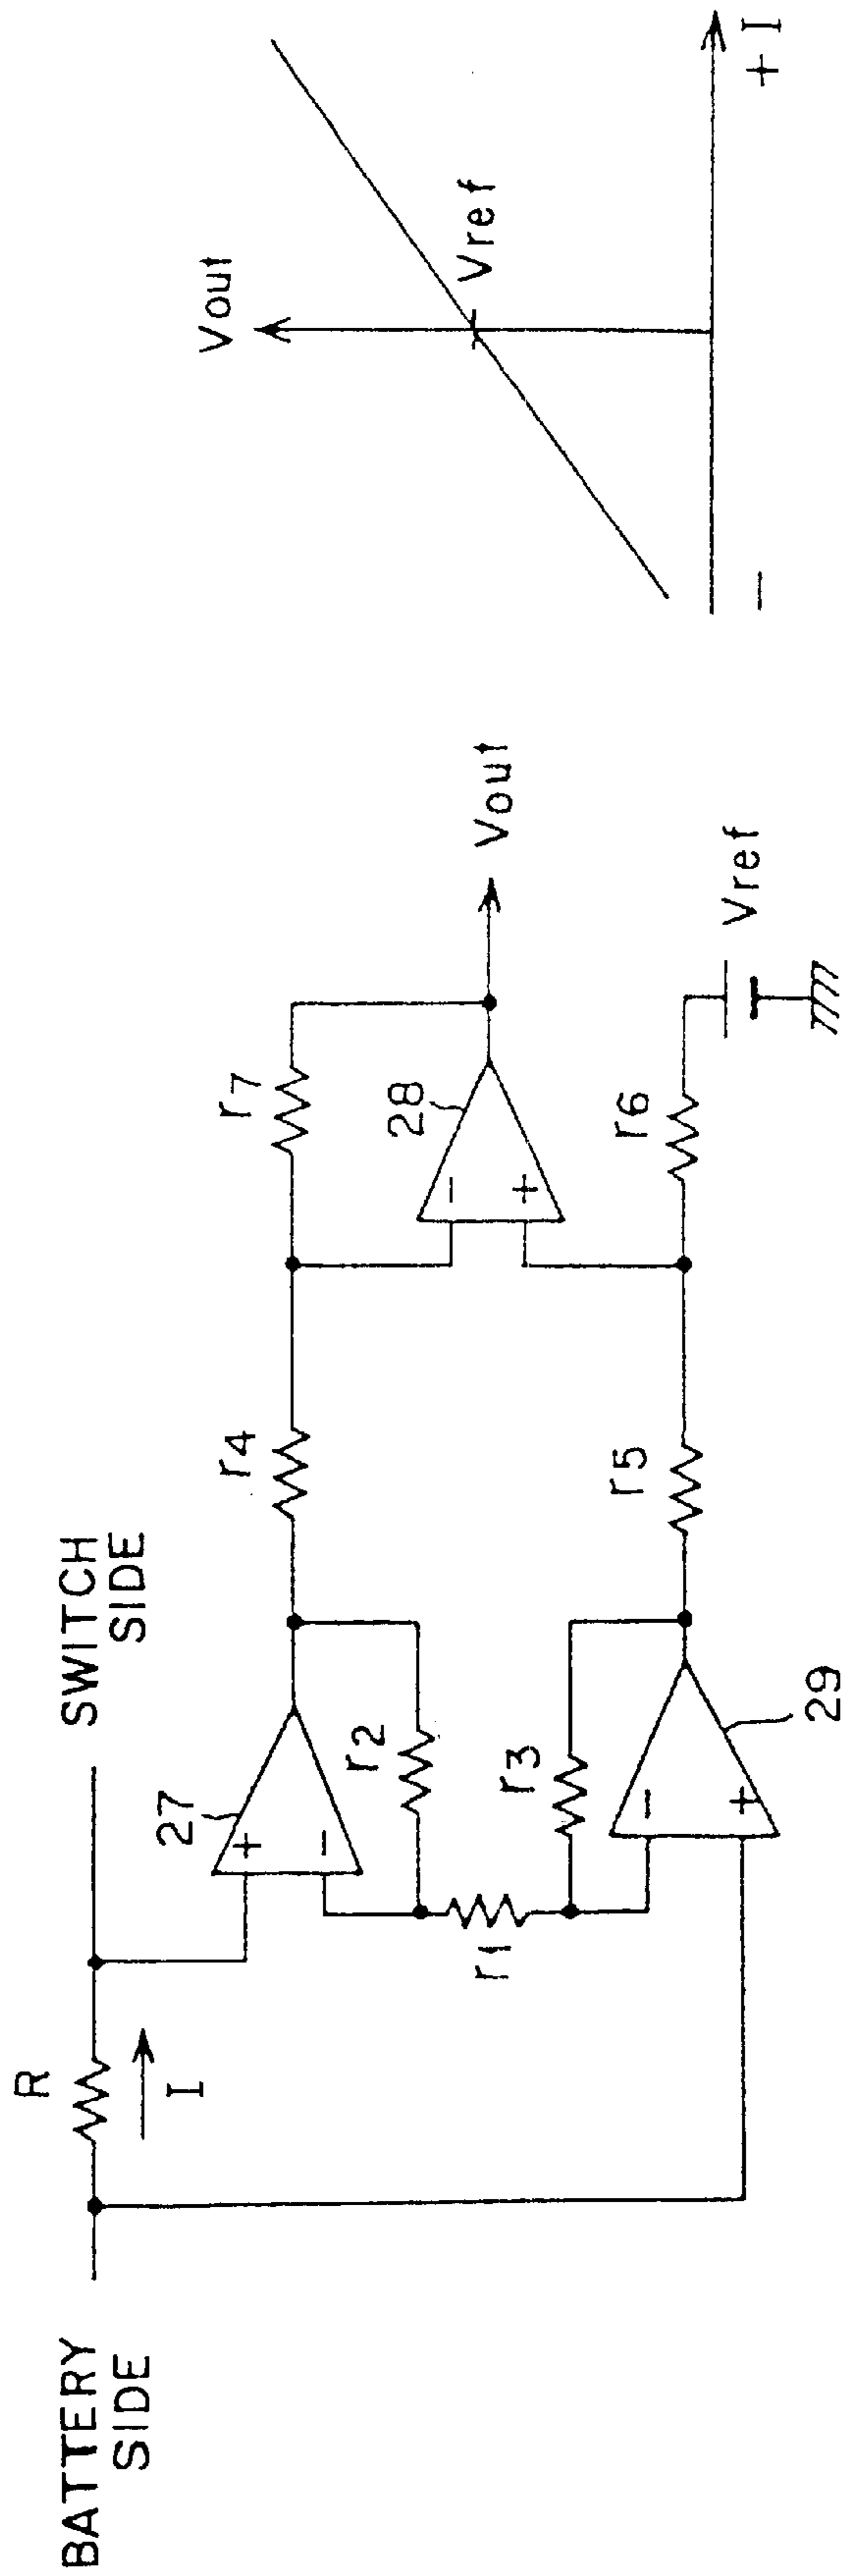 BATTERY
SIDE
R
I
SWITCH
SIDE
27
+
−
r2
r1
r3
−
+
29
r4
r5
r7
28
−
+
r6
Vout
Vref
Vout
Vref
−
+I